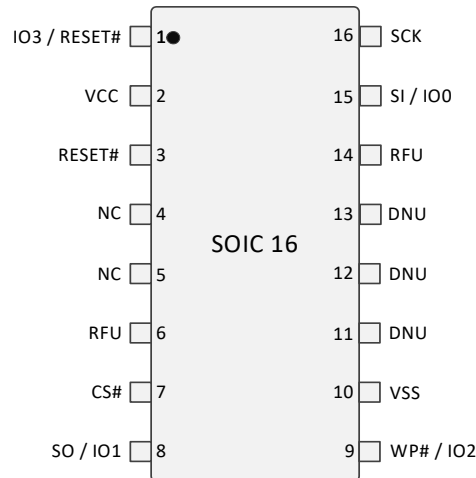 IO3 / RESET# 1 16 SCK
VCC 2 15 SI / IO0
RESET# 3 14 RFU
NC 4 13 DNU
SOIC 16
NC 5 12 DNU
RFU 6 11 DNU
CS# 7 10 VSS
SO / IO1 8 9 WP# / IO2